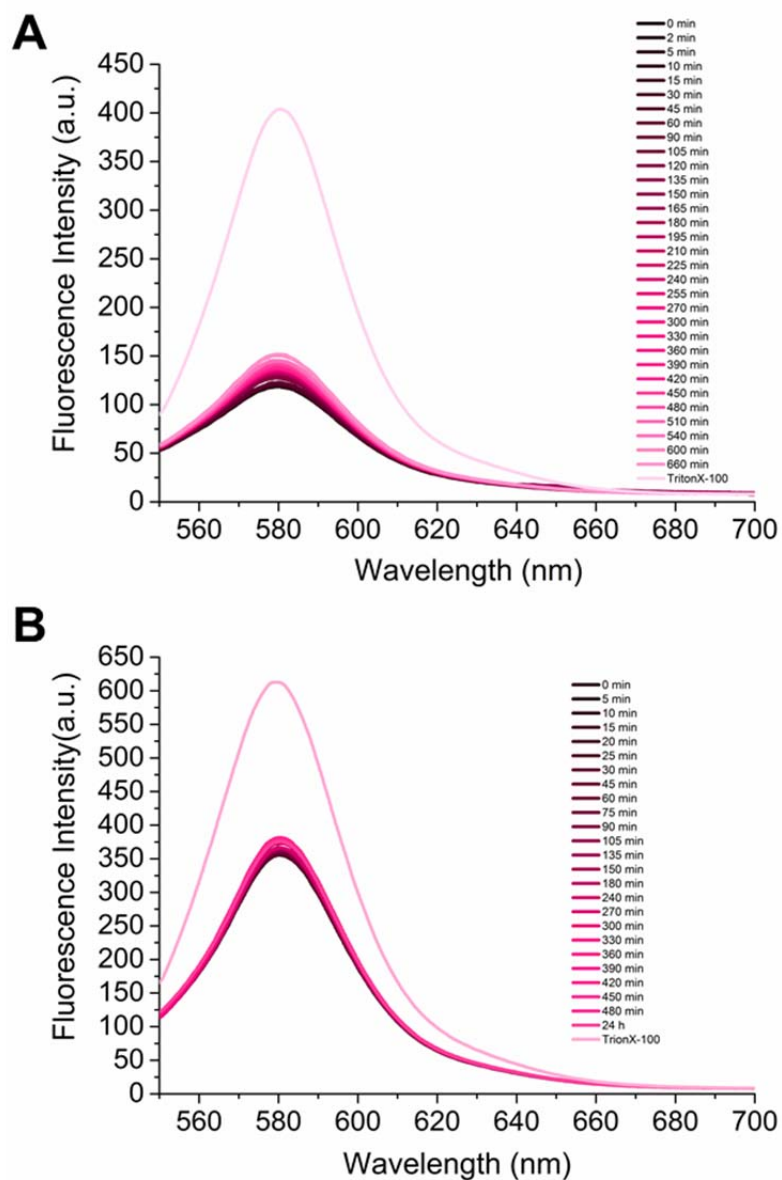 A
450
400
350
300
250
200
150
100
50
0
Fluorescence Intensity (a.u.)
560 580 600 620 640 660 680 700
Wavelength (nm)
0 min
2 min
5 min
10 min
15 min
30 min
45 min
60 min
90 min
105 min
120 min
135 min
150 min
165 min
180 min
195 min
210 min
225 min
240 min
255 min
270 min
300 min
330 min
360 min
390 min
420 min
450 min
480 min
510 min
540 min
600 min
660 min
TritonX-100
B
650
600
550
500
450
400
350
300
250
200
150
100
50
0
Fluorescence Intensity(a.u.)
560 580 600 620 640 660 680 700
Wavelength (nm)
0 min
5 min
10 min
15 min
20 min
25 min
30 min
45 min
60 min
75 min
90 min
105 min
135 min
150 min
180 min
240 min
270 min
300 min
330 min
360 min
390 min
420 min
450 min
480 min
24 h
TrionX-100